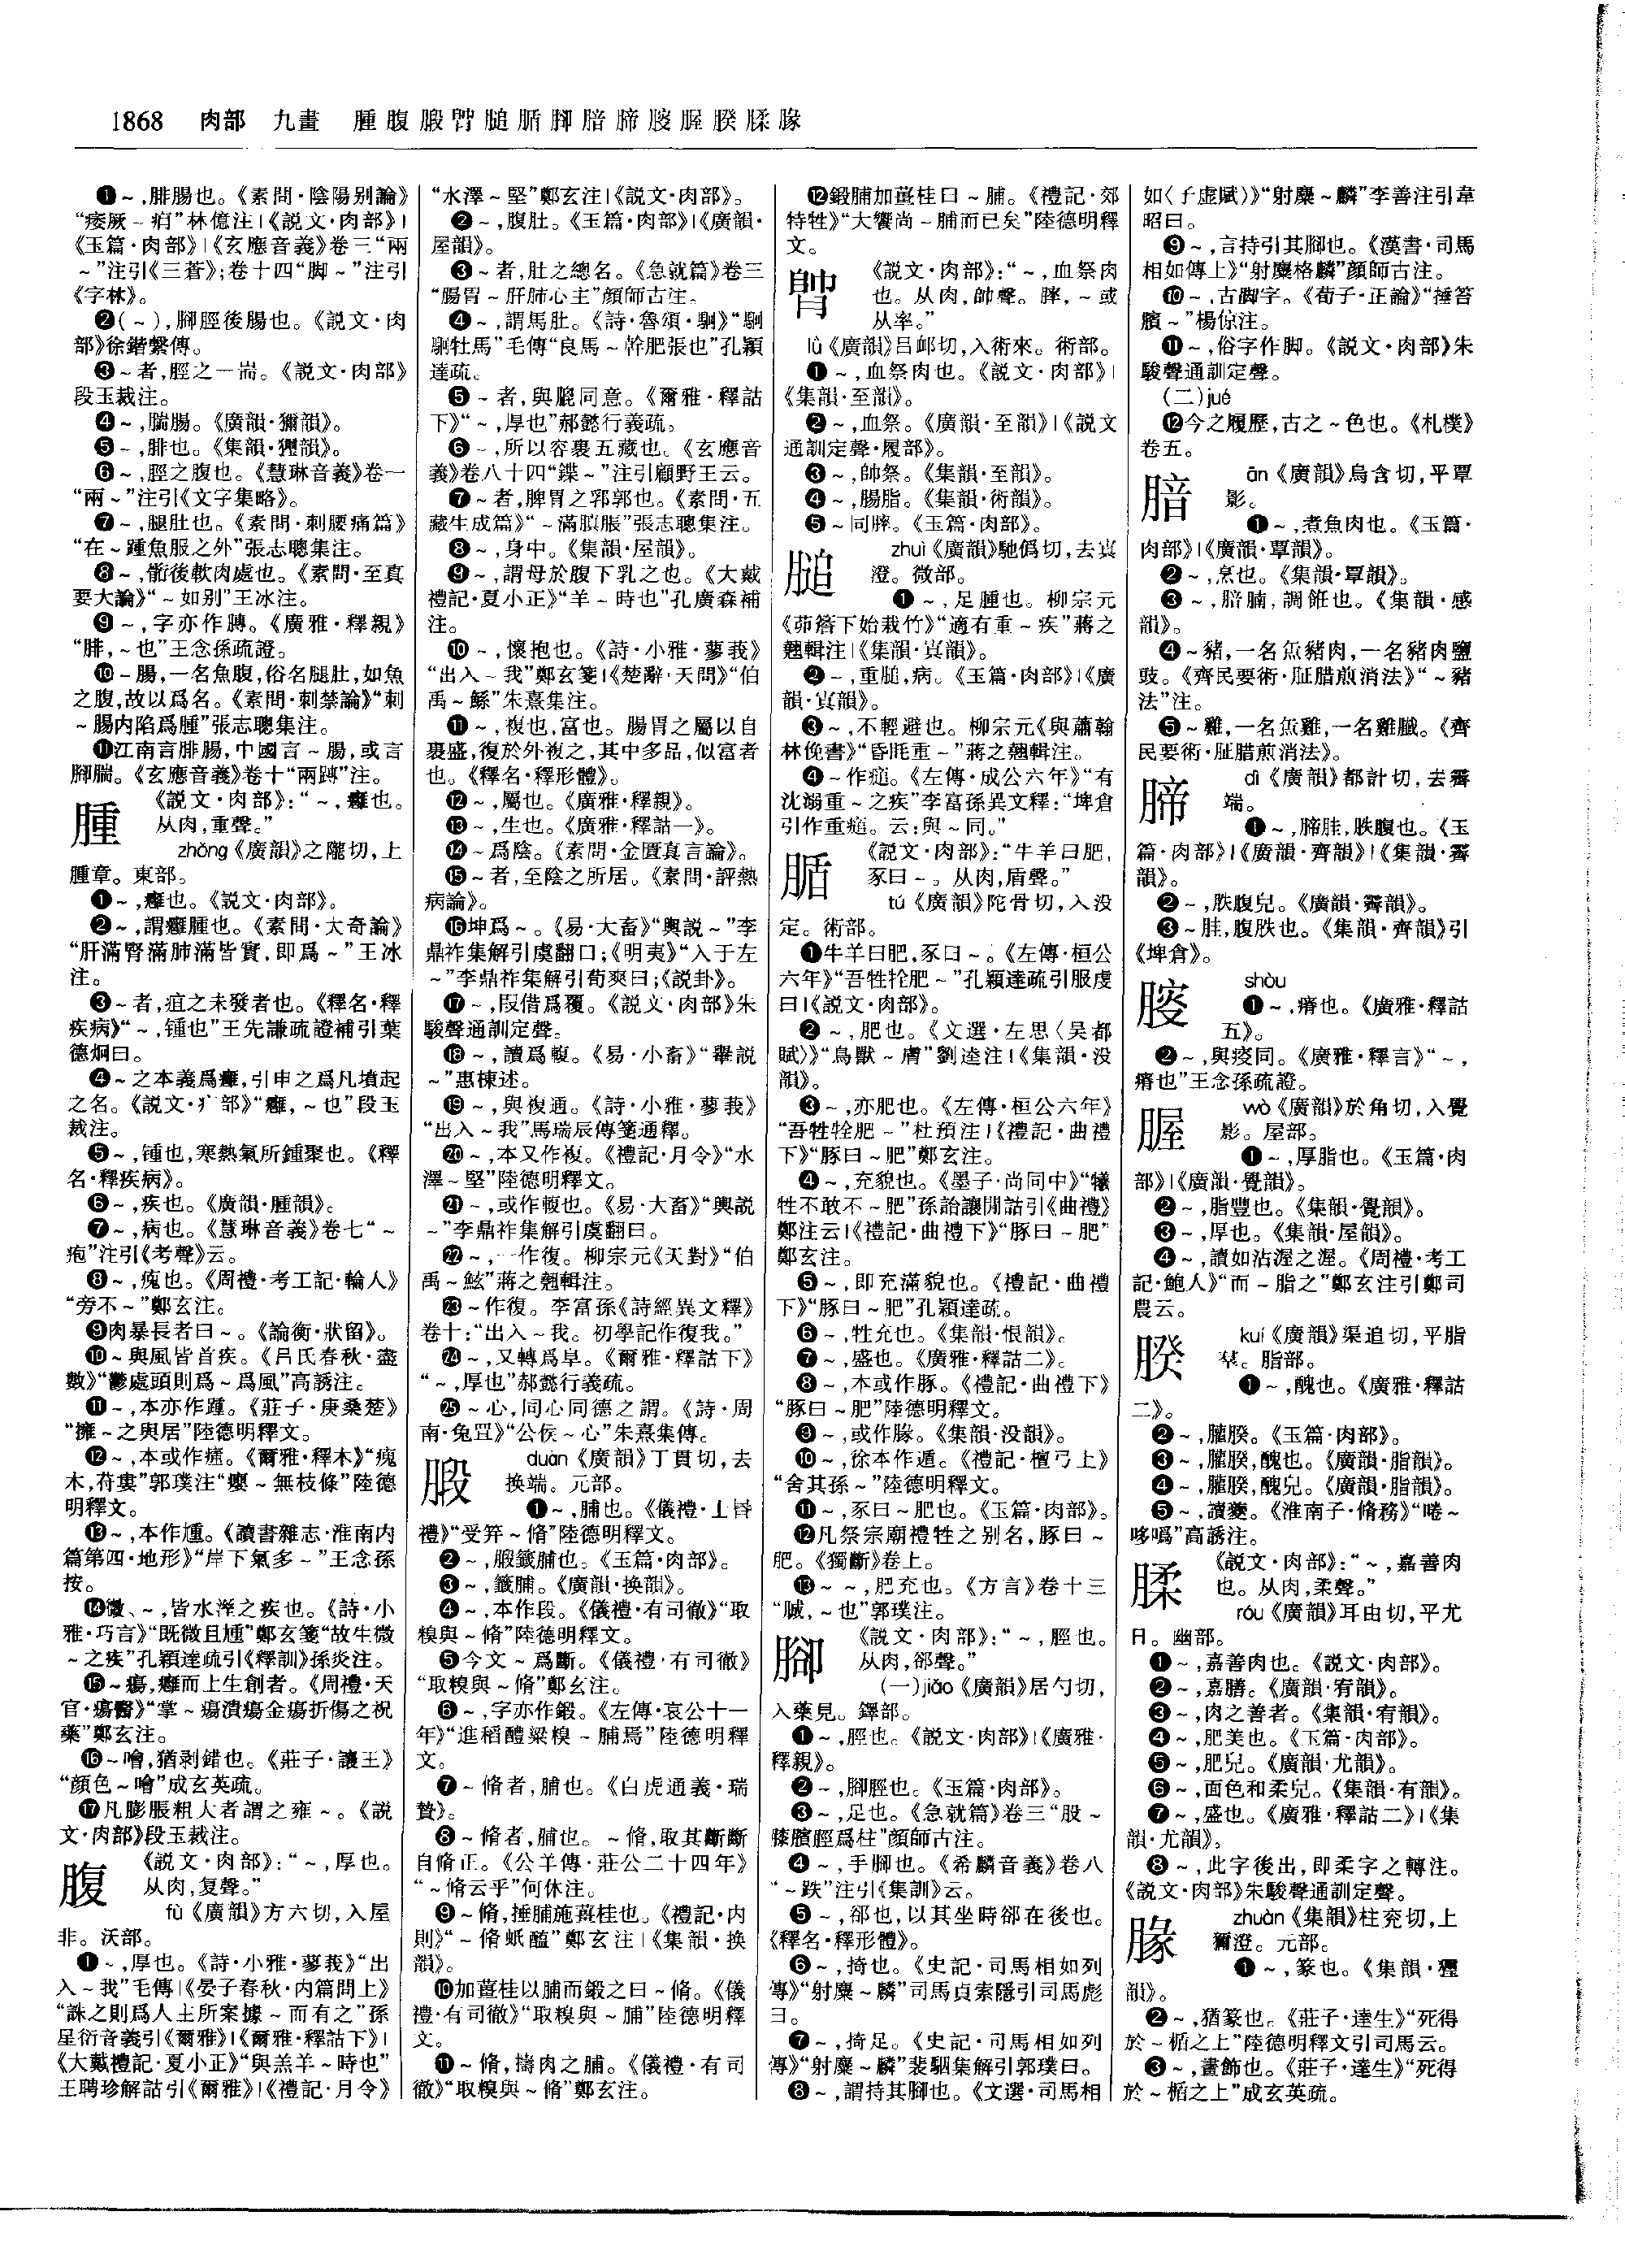 1868 肉部 九畫 腫腹腶膟膇腯腳腤腣膄腛䐜腬腞
❶~,腓腸也。《素問·陰陽别論》
“痿厥~痟”林億注|《説文·肉部》|
《玉篇·肉部》|《玄應音義》卷三“兩
~”注引《三蒼》;卷十四“脚~”注引
《字林》。
❷(~),腳脛後腸也。《説文·肉
部》徐鍇繫傳。
❸~者,脛之一耑。《説文·肉部》
段玉裁注。
❹~,腨腸。《廣韻·獮韻》。
❺~,腓也。《集韻·𤣗韻》。
❻~,脛之腹也。《慧琳音義》卷一
“兩~”注引《文字集略》。
❼~,腿肚也。《素問·刺腰痛篇》
“在~踵魚服之外”張志聰集注。
❽~,䯒後軟肉處也。《素問·至真
要大論》“~如别”王冰注。
❾~,字亦作膞。《廣雅·釋親》
“腓,~也”王念孫疏證。
❿~腸,一名魚腹,俗名腿肚,如魚
之腹,故以爲名。《素問·刺禁論》“刺
~腸内陷爲腫”張志聰集注。
⓫江南言腓腸,中國言~腸,或言
腳腨。《玄應音義》卷十“兩䏝”注。
腫 《説文·肉部》:“~,癰也。
从肉,重聲。”
zhǒng《廣韻》之隴切,上
腫章。東部。
❶~,癰也。《説文·肉部》。
❷~,謂癰腫也。《素問·大奇論》
“肝滿腎滿肺滿皆實,即爲~”王冰
注。
❸~者,疽之未發者也。《釋名·釋
疾病》“~,鍾也”王先謙疏證補引葉
德炯曰。
❹~之本義爲癰,引申之爲凡墳起
之名。《説文·疒部》“癰,~也”段玉
裁注。
❺~,鍾也,寒熱氣所鍾聚也。《釋
名·釋疾病》。
❻~,疾也。《廣韻·腫韻》。
❼~,病也。《慧琳音義》卷七“~
疱”注引《考聲》云。
❽~,瘣也。《周禮·考工記·輪人》
“旁不~”鄭玄注。
❾肉暴長者曰~。《論衡·狀留》。
❿~與風皆首疾。《吕氏春秋·盡
數》“鬱處頭則爲~爲風”高誘注。
⓫~,本亦作踵。《莊子·庚桑楚》
“擁~之與居”陸德明釋文。
⓬~,本或作瘇。《爾雅·釋木》“瘣
木,苻婁”郭璞注“癭~無枝條”陸德
明釋文。
⓭~,本作尰。《讀書雜志·淮南内
篇第四·地形》“岸下氣多~”王念孫
按。
⓮微、~,皆水溼之疾也。《詩·小
雅·巧言》“既微且尰”鄭玄箋“故生微
~之疾”孔穎達疏引《釋訓》孫炎注。
⓯~瘍,癰而上生創者。《周禮·天
官·瘍醫》“掌~瘍潰瘍金瘍折傷之祝
藥”鄭玄注。
⓰~噲,猶剥錯也。《莊子·讓王》
“顔色~噲”成玄英疏。
⓱凡膨脹粗大者謂之雍~。《説
文·肉部》段玉裁注。
腹 《説文·肉部》:“~,厚也。
从肉,复聲。”
fù《廣韻》方六切,入屋
非。沃部。
❶~,厚也。《詩·小雅·蓼莪》“出
入~我”毛傳|《晏子春秋·内篇問上》
“誅之則爲人主所案據~而有之”孫
星衍音義引《爾雅》|《爾雅·釋詁下》|
《大戴禮記·夏小正》“與羔羊~時也”
王聘珍解詁引《爾雅》|《禮記·月令》
“水澤~堅”鄭玄注|《説文·肉部》。
❷~,腹肚。《玉篇·肉部》|《廣韻·
屋韻》。
❸~者,肚之總名。《急就篇》卷三
“腸胃~肝肺心主”顔師古注。
❹~,謂馬肚。《詩·魯頌·駉》“駉
駉牡馬”毛傳“良馬~幹肥張也”孔穎
達疏。
❺~者,與膍同意。《爾雅·釋詁
下》“~,厚也”郝懿行義疏。
❻~,所以容裹五藏也。《玄應音
義》卷八十四“鍱~”注引顧野王云。
❼~者,脾胃之郛郭也。《素問·五
藏生成篇》“~滿䐜脹”張志聰集注。
❽~,身中。《集韻·屋韻》。
❾~,謂母於腹下乳之也。《大戴
禮記·夏小正》“羊~時也”孔廣森補
注。
❿~,懷抱也。《詩·小雅·蓼莪》
“出入~我”鄭玄箋|《楚辭·天問》“伯
禹~鯀”朱熹集注。
⓫~,複也,富也。腸胃之屬以自
裹盛,復於外複之,其中多品,似富者
也。《釋名·釋形體》。
⓬~,屬也。《廣雅·釋親》。
⓭~,生也。《廣雅·釋詁一》。
⓮~爲陰。《素問·金匱真言論》。
⓯~者,至陰之所居。《素問·評熱
病論》。
⓰坤爲~。《易·大畜》“輿説~”李
鼎祚集解引虞翻曰;《明夷》“入于左
~”李鼎祚集解引荀爽曰;《説卦》。
⓱~,叚借爲覆。《説文·肉部》朱
駿聲通訓定聲。
⓲~,讀爲輹。《易·小畜》“轝説
~”惠棟述。
⓳~,與複通。《詩·小雅·蓼莪》
“出入~我”馬瑞辰傳箋通釋。
⓴~,本又作複。《禮記·月令》“水
澤~堅”陸德明釋文。
㉑~,或作輹也。《易·大畜》“輿説
~”李鼎祚集解引虞翻曰。
㉒~,一作復。柳宗元《天對》“伯
禹~鮌”蔣之翹輯注。
㉓~作復。李富孫《詩經異文釋》
卷十:“出入~我。初學記作復我。”
㉔~,又轉爲阜。《爾雅·釋詁下》
“~,厚也”郝懿行義疏。
㉕~心,同心同德之謂。《詩·周
南·兔罝》“公侯~心”朱熹集傳。
腶 duàn《廣韻》丁貫切,去
换端。元部。
❶~,脯也。《儀禮·士昏
禮》“受笲~脩”陸德明釋文。
❷~,腶籤脯也。《玉篇·肉部》。
❸~,籤脯。《廣韻·换韻》。
❹~,本作段。《儀禮·有司徹》“取
糗與~脩”陸德明釋文。
❺今文~爲斷。《儀禮·有司徹》
“取糗與~脩”鄭玄注。
❻~,字亦作鍛。《左傳·哀公十一
年》“進稻醴粱糗~脯焉”陸德明釋
文。
❼~脩者,脯也。《白虎通義·瑞
贄》。
❽~脩者,脯也。~脩,取其斷斷
自脩正。《公羊傳·莊公二十四年》
“~脩云乎”何休注。
❾~脩,捶脯施薑桂也。《禮記·内
則》“~脩蚳醢”鄭玄注|《集韻·换
韻》。
❿加薑桂以脯而鍛之曰~脩。《儀
禮·有司徹》“取糗與~脯”陸德明釋
文。
⓫~脩,擣肉之脯。《儀禮·有司
徹》“取糗與~脩”鄭玄注。
⓬鍛脯加薑桂曰~脯。《禮記·郊
特牲》“大饗尚~脯而已矣”陸德明釋
文。
《説文·肉部》:“~,血祭肉
也。从肉,帥聲。膟,~或
从率。”
lǜ《廣韻》吕䘏切,入術來。術部。
❶~,血祭肉也。《説文·肉部》|
《集韻·至韻》。
❷~,血祭。《廣韻·至韻》|《説文
通訓定聲·履部》。
❸~,帥祭。《集韻·至韻》。
❹~,腸脂。《集韻·術韻》。
❺~同膟。《玉篇·肉部》。
膇 zhuì《廣韻》馳僞切,去寘
澄。微部。
❶~,足腫也。柳宗元
《茆簷下始栽竹》“適有重~疾”蔣之
翹輯注|《集韻·寘韻》。
❷~,重膇,病。《玉篇·肉部》|《廣
韻·寘韻》。
❸~,不輕避也。柳宗元《與蕭翰
林俛書》“昏眊重~”蔣之翹輯注。
❹~作㾽。《左傳·成公六年》“有
沈溺重~之疾”李富孫異文釋:“埤倉
引作重㾽。云:與~同。”
腯 《説文·肉部》:“牛羊曰肥,
豕曰~。从肉,盾聲。”
tú《廣韻》陀骨切,入没
定。術部。
❶牛羊曰肥,豕曰~。《左傳·桓公
六年》“吾牲牷肥~”孔穎達疏引服虔
曰|《説文·肉部》。
❷~,肥也。《文選·左思〈吴都
賦〉》“鳥獸~膚”劉逵注|《集韻·没
韻》。
❸~,亦肥也。《左傳·桓公六年》
“吾牲牷肥~”杜預注|《禮記·曲禮
下》“豚曰~肥”鄭玄注。
❹~,充貌也。《墨子·尚同中》“犧
牲不敢不~肥”孫詒讓閒詁引《曲禮》
鄭注云|《禮記·曲禮下》“豚曰~肥”
鄭玄注。
❺~,即充滿貌也。《禮記·曲禮
下》“豚曰~肥”孔穎達疏。
❻~,牲充也。《集韻·恨韻》。
❼~,盛也。《廣雅·釋詁二》。
❽~,本或作豚。《禮記·曲禮下》
“豚曰~肥”陸德明釋文。
❾~,或作腞。《集韻·没韻》。
❿~,徐本作遁。《禮記·檀弓上》
“舍其孫~”陸德明釋文。
⓫~,豕曰~肥也。《玉篇·肉部》。
⓬凡祭宗廟禮牲之别名,豚曰~
肥。《獨斷》卷上。
⓭~~,肥充也。《方言》卷十三
“䐁,~也”郭璞注。
腳 《説文·肉部》:“~,脛也。
从肉,卻聲。”
(一)jiǎo《廣韻》居勺切,
入藥見。鐸部。
❶~,脛也。《説文·肉部》|《廣雅·
釋親》。
❷~,腳脛也。《玉篇·肉部》。
❸~,足也。《急就篇》卷三“股~
膝臏脛爲柱”顔師古注。
❹~,手腳也。《希麟音義》卷八
“~跌”注引《集訓》云。
❺~,卻也,以其坐時卻在後也。
《釋名·釋形體》。
❻~,掎也。《史記·司馬相如列
傳》“射麋~麟”司馬貞索隱引司馬彪
曰。
❼~,掎足。《史記·司馬相如列
傳》“射麋~麟”裴駰集解引郭璞曰。
❽~,謂持其腳也。《文選·司馬相
如〈子虚賦〉》“射麋~麟”李善注引韋
昭曰。
❾~,言持引其腳也。《漢書·司馬
相如傳上》“射麋格麟”顔師古注。
❿~,古脚字。《荀子·正論》“捶笞
臏~”楊倞注。
⓫~,俗字作脚。《説文·肉部》朱
駿聲通訓定聲。
(二)jué
⓬今之履歷,古之~色也。《札樸》
卷五。
腤 ān《廣韻》烏含切,平覃
影。
❶~,煮魚肉也。《玉篇·
肉部》|《廣韻·覃韻》。
❷~,烹也。《集韻·覃韻》。
❸~,腤腩,調飪也。《集韻·感
韻》。
❹~豬,一名缹豬肉,一名豬肉鹽
豉。《齊民要術·胚腊煎消法》“~豬
法”注。
❺~雞,一名缹雞,一名雞臘。《齊
民要術·胚腊煎消法》。
腣 dì《廣韻》都計切,去霽
端。
❶~,腣胿,胅腹也。《玉
篇·肉部》|《廣韻·齊韻》|《集韻·霽
韻》。
❷~,胅腹皃。《廣韻·霽韻》。
❸~胿,腹胅也。《集韻·齊韻》引
《埤倉》。
膄 shòu
❶~,瘠也。《廣雅·釋詁
五》。
❷~,與瘦同。《廣雅·釋言》“~,
瘠也”王念孫疏證。
腛 wò《廣韻》於角切,入覺
影。屋部。
❶~,厚脂也。《玉篇·肉
部》|《廣韻·覺韻》。
❷~,脂豐也。《集韻·覺韻》。
❸~,厚也。《集韻·屋韻》。
❹~,讀如沾渥之渥。《周禮·考工
記·鮑人》“而~脂之”鄭玄注引鄭司
農云。
kuí《廣韻》渠追切,平脂
羣。脂部。
❶~,醜也。《廣雅·釋詁
二》。
❷~,䑏㬺。《玉篇·肉部》。
❸~,䑏㬺,醜也。《廣韻·脂韻》。
❹~,䑏㬺,醜皃。《廣韻·脂韻》。
❺~,讀夔。《淮南子·脩務》“啳~
哆噅”高誘注。
腬 《説文·肉部》:“~,嘉善肉
也。从肉,柔聲。”
róu《廣韻》耳由切,平尤
日。幽部。
❶~,嘉善肉也。《説文·肉部》。
❷~,嘉膳。《廣韻·宥韻》。
❸~,肉之善者。《集韻·宥韻》。
❹~,肥美也。《玉篇·肉部》。
❺~,肥皃。《廣韻·尤韻》。
❻~,面色和柔皃。《集韻·有韻》。
❼~,盛也。《廣雅·釋詁二》|《集
韻·尤韻》。
❽~,此字後出,即柔字之轉注。
《説文·肉部》朱駿聲通訓定聲。
腞 zhuàn《集韻》柱兖切,上
獮澄。元部。
❶~,篆也。《集韻·𤣗
韻》。
❷~,猶篆也。《莊子·達生》“死得
於~楯之上”陸德明釋文引司馬云。
❸~,畫飾也。《莊子·達生》“死得
於~楯之上”成玄英疏。